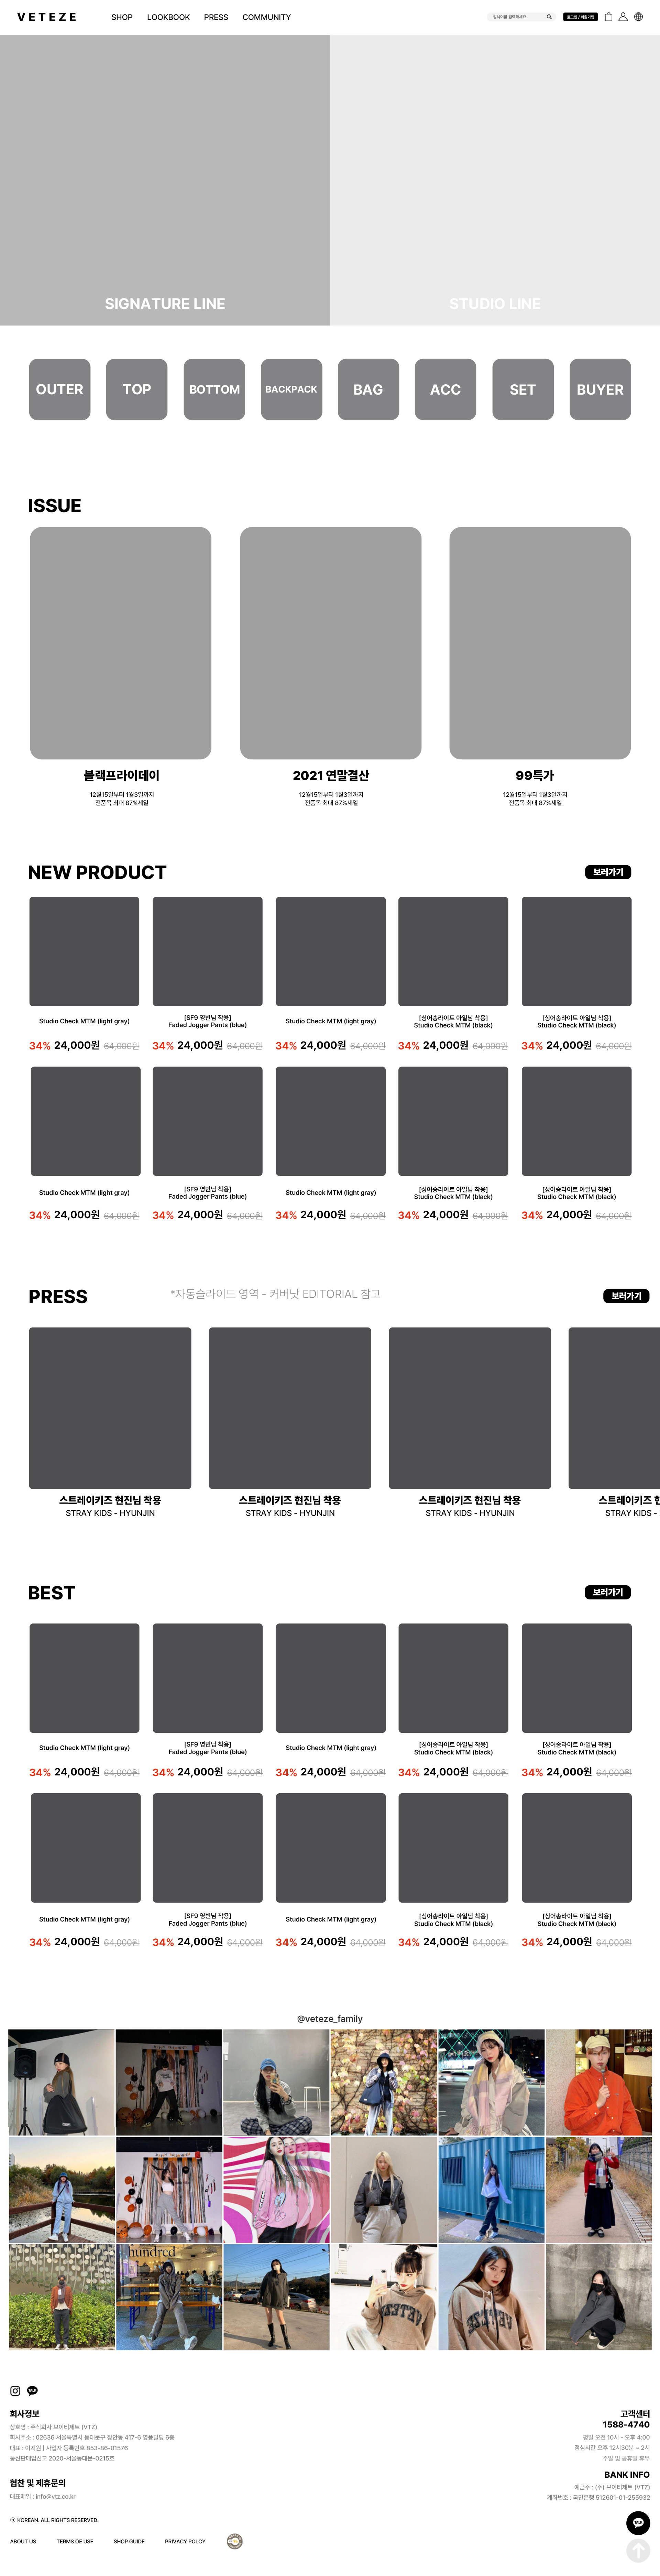 VETEZE SHOP LOOKBOOK PRESS COMMUNITY 검색어를 입력하세요. 로그인 / 회원가입
SIGNATURE LINE STUDIO LINE
OUTER TOP BOTTOM BACKPACK BAG ACC SET BUYER
ISSUE
블랙프라이데이 2021 연말결산 99특가
12월15일부터 1월3일까지 12월15일부터 1월3일까지 12월15일부터 1월3일까지
전품목 최대 87%세일 전품목 최대 87%세일 전품목 최대 87%세일
NEW PRODUCT 보러가기
[SF9 영빈님 착용] [싱어송라이트 아일님 착용] [싱어송라이트 아일님 착용]
Studio Check MTM (light gray) Faded Jogger Pants (blue) Studio Check MTM (light gray) Studio Check MTM (black) Studio Check MTM (black)
34% 24,000원 64,000원 34% 24,000원 64,000원 34% 24,000원 64,000원 34% 24,000원 64,000원 34% 24,000원 64,000원
[SF9 영빈님 착용] [싱어송라이트 아일님 착용] [싱어송라이트 아일님 착용]
Studio Check MTM (light gray) Faded Jogger Pants (blue) Studio Check MTM (light gray) Studio Check MTM (black) Studio Check MTM (black)
34% 24,000원 64,000원 34% 24,000원 64,000원 34% 24,000원 64,000원 34% 24,000원 64,000원 34% 24,000원 64,000원
PRESS *자동슬라이드 영역 - 커버낫 EDITORIAL 참고 보러가기
스트레이키즈 현진님 착용 스트레이키즈 현진님 착용 스트레이키즈 현진님 착용 스트레이키즈
STRAY KIDS - HYUNJIN STRAY KIDS - HYUNJIN STRAY KIDS - HYUNJIN STRAY KIDS -
BEST 보러가기
[SF9 영빈님 착용] [싱어송라이트 아일님 착용] [싱어송라이트 아일님 착용]
Studio Check MTM (light gray) Faded Jogger Pants (blue) Studio Check MTM (light gray) Studio Check MTM (black) Studio Check MTM (black)
34% 24,000원 64,000원 34% 24,000원 64,000원 34% 24,000원 64,000원 34% 24,000원 64,000원 34% 24,000원 64,000원
[SF9 영빈님 착용] [싱어송라이트 아일님 착용] [싱어송라이트 아일님 착용]
Studio Check MTM (light gray) Faded Jogger Pants (blue) Studio Check MTM (light gray) Studio Check MTM (black) Studio Check MTM (black)
34% 24,000원 64,000원 34% 24,000원 64,000원 34% 24,000원 64,000원 34% 24,000원 64,000원 34% 24,000원 64,000원
@veteze_family
hundred
VETEZE
VETEZE
TALK
회사정보
상호명 : 주식회사 브이티제트 (VTZ)
회사주소 : 02636 서울특별시 동대문구 장안동 417-6 명품빌딩 6층
대표 : 이지원 | 사업자 등록번호 853-86-01576
통신판매업신고 2020-서울동대문-0215호
협찬 및 제휴문의
대표메일 : info@vtz.co.kr
ⓒ KOREAN. ALL RIGHTS RESERVED.
ABOUT US TERMS OF USE SHOP GUIDE PRIVACY POLCY
고객센터
1588-4740
평일 오전 10시 - 오후 4:00
점심시간 오후 12시30분 ~ 2시
주말 및 공휴일 휴무
BANK INFO
예금주 : (주) 브이티제트 (VTZ)
계좌번호 : 국민은행 512601-01-255932
TALK